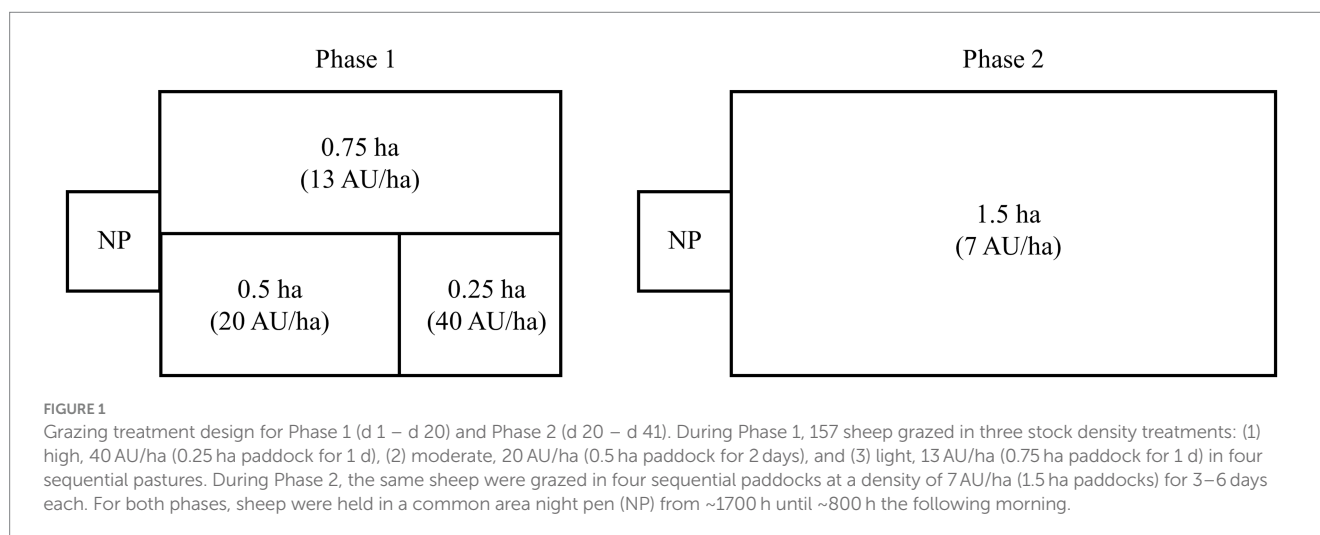 Phase 1
Phase 2
0.75 ha
(13 AU/ha)
NP
0.5 ha
(20 AU/ha)
0.25 ha
(40 AU/ha)
NP
1.5 ha
(7 AU/ha)
FIGURE 1
Grazing treatment design for Phase 1 (d 1 – d 20) and Phase 2 (d 20 – d 41). During Phase 1, 157 sheep grazed in three stock density treatments: (1)
high, 40 AU/ha (0.25 ha paddock for 1 d), (2) moderate, 20 AU/ha (0.5 ha paddock for 2 days), and (3) light, 13 AU/ha (0.75 ha paddock for 1 d) in four
sequential pastures. During Phase 2, the same sheep were grazed in four sequential paddocks at a density of 7 AU/ha (1.5 ha paddocks) for 3–6 days
each. For both phases, sheep were held in a common area night pen (NP) from ~1700 h until ~800 h the following morning.